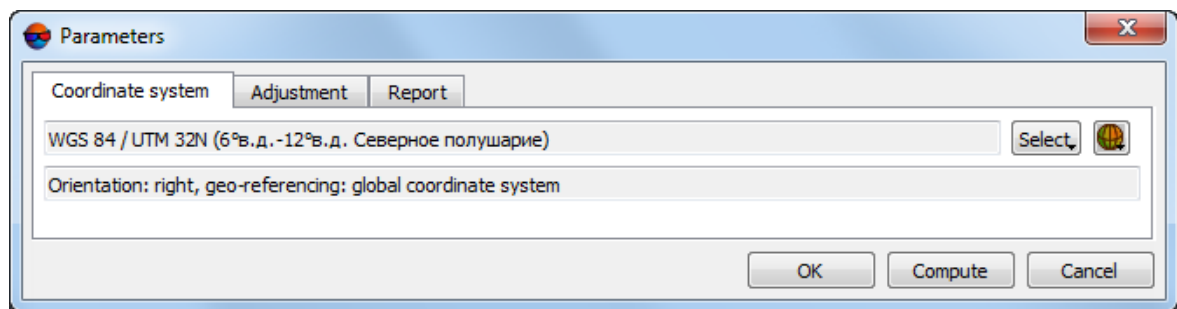 Parameters
Coordinate system Adjustment Report
WGS 84 / UTM 32N (6°в.д.-12°в.д. Северное полушарие) Select
Orientation: right, geo-referencing: global coordinate system
OK Compute Cancel